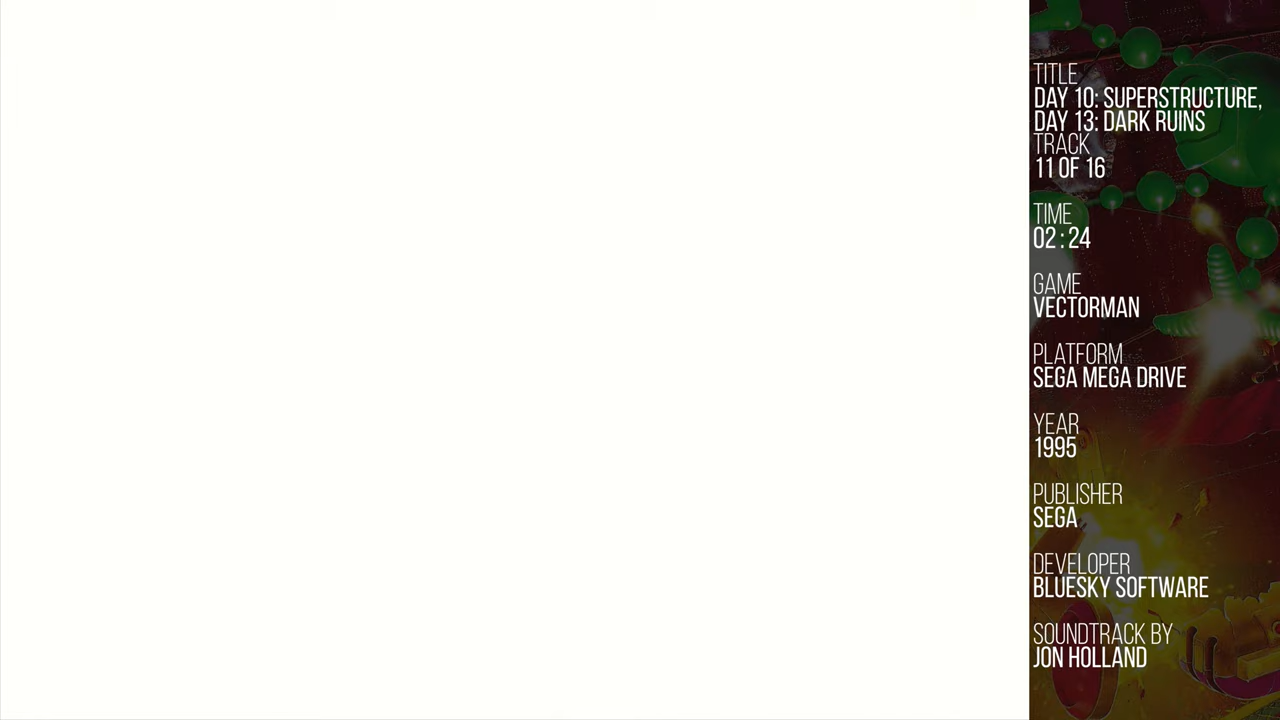 TITLE
DAY 10: SUPERSTRUCTURE,
DAY 13: DARK RUINS
TRACK
11 OF 16
TIME
02:24
GAME
VECTORMAN
PLATFORM
SEGA MEGA DRIVE
YEAR
1995
PUBLISHER
SEGA
DEVELOPER
BLUESKY SOFTWARE
SOUNDTRACK BY
JON HOLLAND